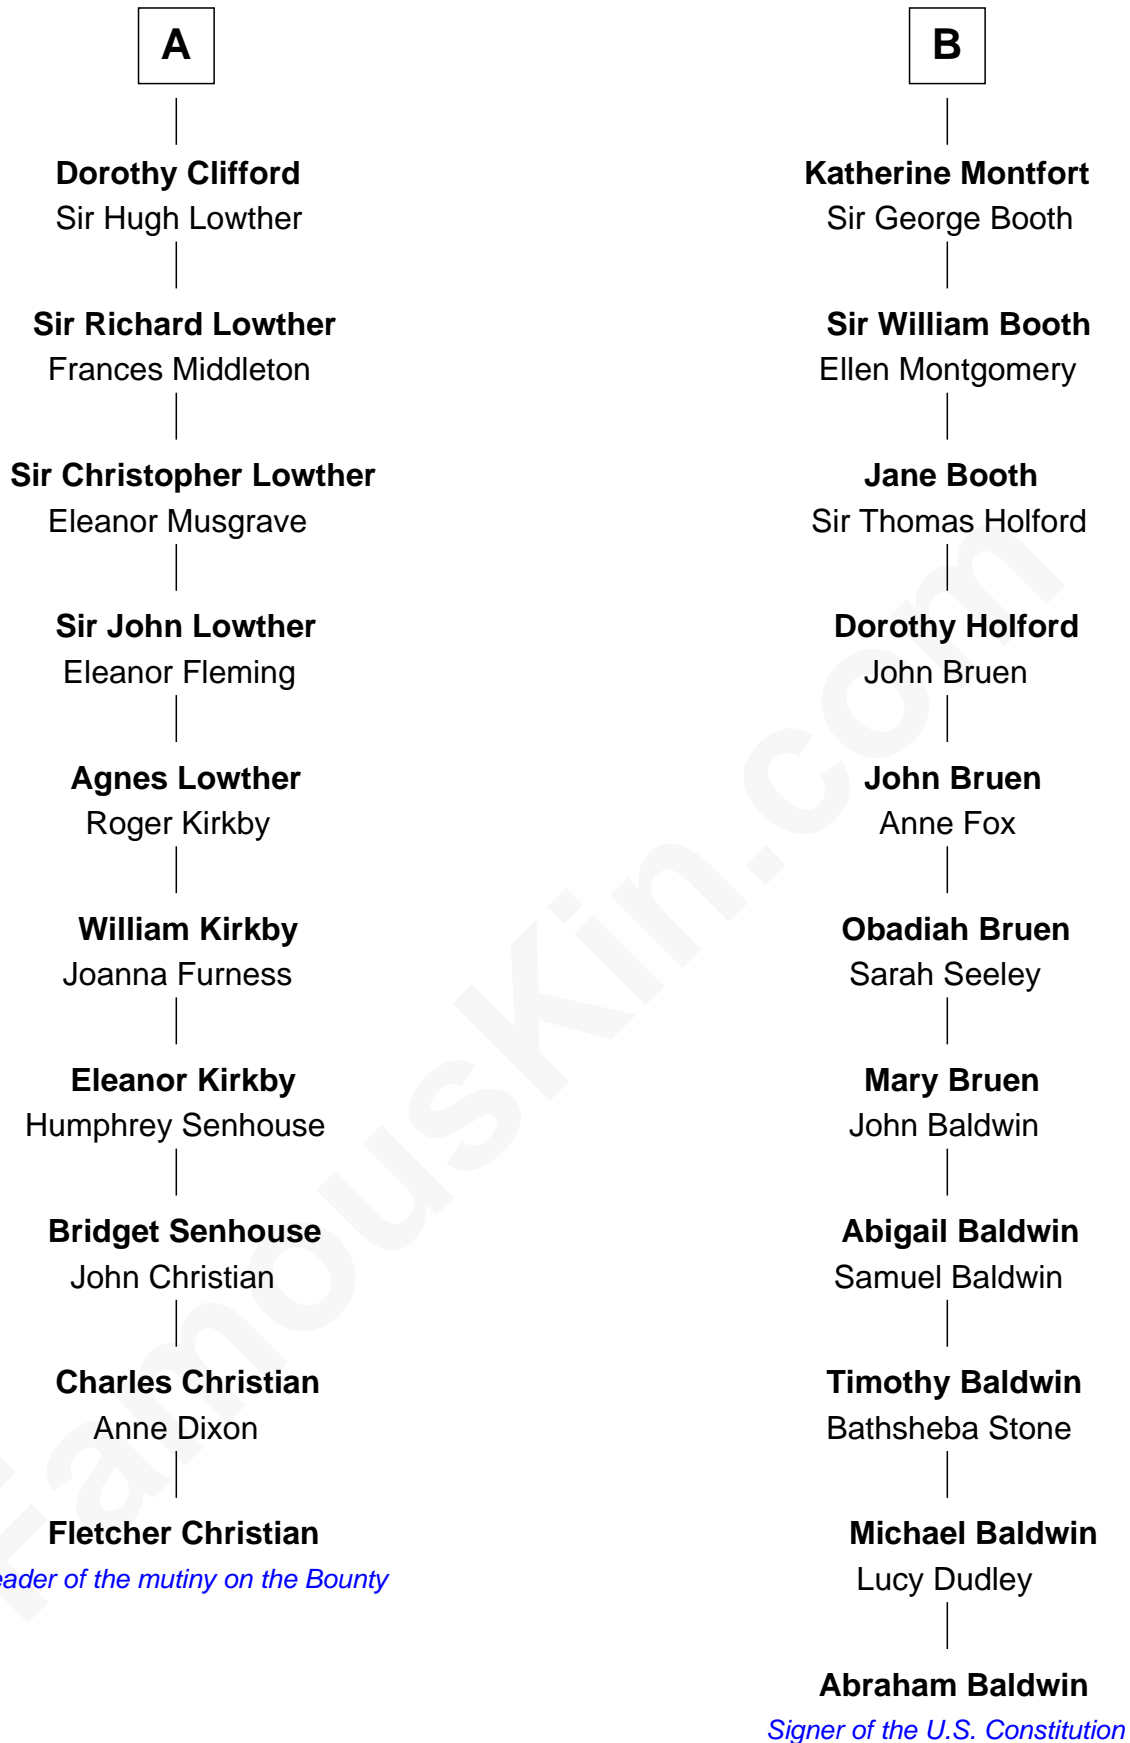 A
Dorothy Clifford
Sir Hugh Lowther
Sir Richard Lowther
Frances Middleton
Sir Christopher Lowther
Eleanor Musgrave
Sir John Lowther
Eleanor Fleming
Agnes Lowther
Roger Kirkby
William Kirkby
Joanna Furness
Eleanor Kirkby
Humphrey Senhouse
Bridget Senhouse
John Christian
Charles Christian
Anne Dixon
Fletcher Christian
eader of the mutiny on the Bounty
B
Katherine Montfort
Sir George Booth
Sir William Booth
Ellen Montgomery
Jane Booth
Sir Thomas Holford
Dorothy Holford
John Bruen
John Bruen
Anne Fox
Obadiah Bruen
Sarah Seeley
Mary Bruen
John Baldwin
Abigail Baldwin
Samuel Baldwin
Timothy Baldwin
Bathsheba Stone
Michael Baldwin
Lucy Dudley
Abraham Baldwin
Signer of the U.S. Constitution
FamousKin.com